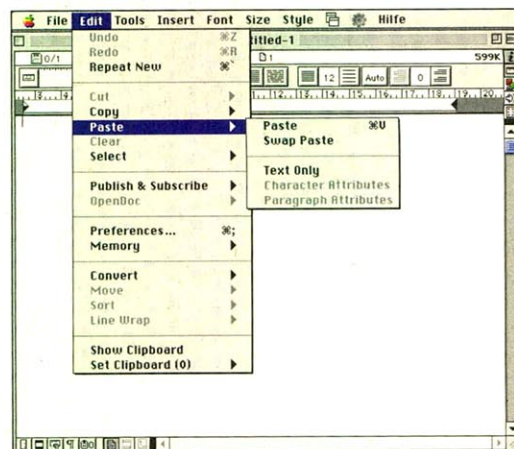 File Edit Tools Insert Font Size Style Hilfe
titled-1
0/1
1
599K
12 Auto 0
Undo ⌘Z
Redo ⌘R
Repeat New ⌘`
Cut
Copy
Paste
Clear
Select
Publish & Subscribe
OpenDoc
Preferences... ⌘;
Memory
Convert
Move
Sort
Line Wrap
Show Clipboard
Set Clipboard (0)
Paste ⌘V
Swap Paste
Text Only
Character Attributes
Paragraph Attributes